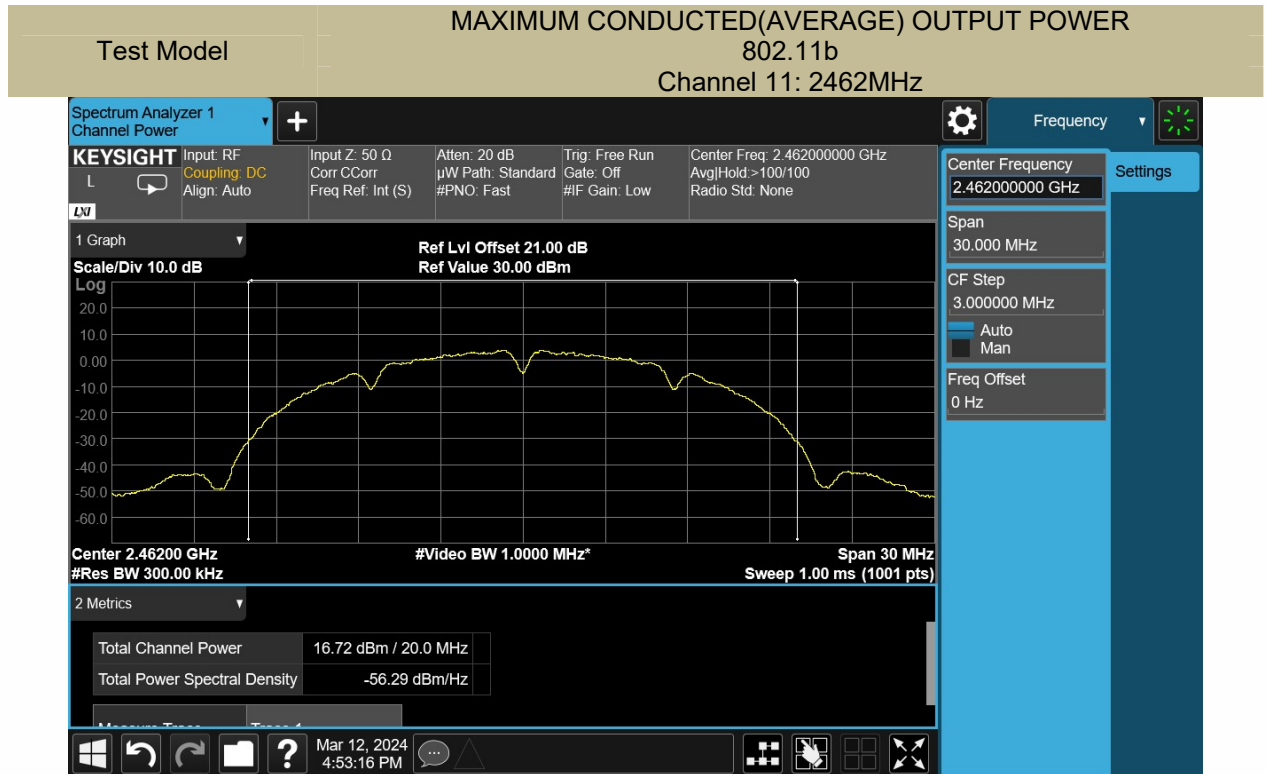 Test Model
MAXIMUM CONDUCTED(AVERAGE) OUTPUT POWER
802.11b
Channel 11: 2462MHz
Spectrum Analyzer 1
Channel Power
Frequency
KEYSIGHT
L
LXI
Input: RF
Coupling: DC
Align: Auto
Input Z: 50 Ω
Corr CCorr
Freq Ref: Int (S)
Atten: 20 dB
µW Path: Standard
#PNO: Fast
Trig: Free Run
Gate: Off
#IF Gain: Low
Center Freq: 2.462000000 GHz
Avg|Hold:>100/100
Radio Std: None
Center Frequency
2.462000000 GHz
Settings
Span
30.000 MHz
CF Step
3.000000 MHz
Auto
Man
Freq Offset
0 Hz
1 Graph
Scale/Div 10.0 dB
Ref Lvl Offset 21.00 dB
Ref Value 30.00 dBm
Log
20.0
10.0
0.00
-10.0
-20.0
-30.0
-40.0
-50.0
-60.0
Center 2.46200 GHz
#Res BW 300.00 kHz
#Video BW 1.0000 MHz*
Span 30 MHz
Sweep 1.00 ms (1001 pts)
2 Metrics
Total Channel Power 16.72 dBm / 20.0 MHz
Total Power Spectral Density -56.29 dBm/Hz
Measure Trace Trace 1
Mar 12, 2024
4:53:16 PM